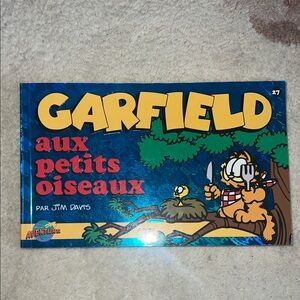 27
GARFIELD
aux
petits
oiseaux
PAR JIM DAVIS